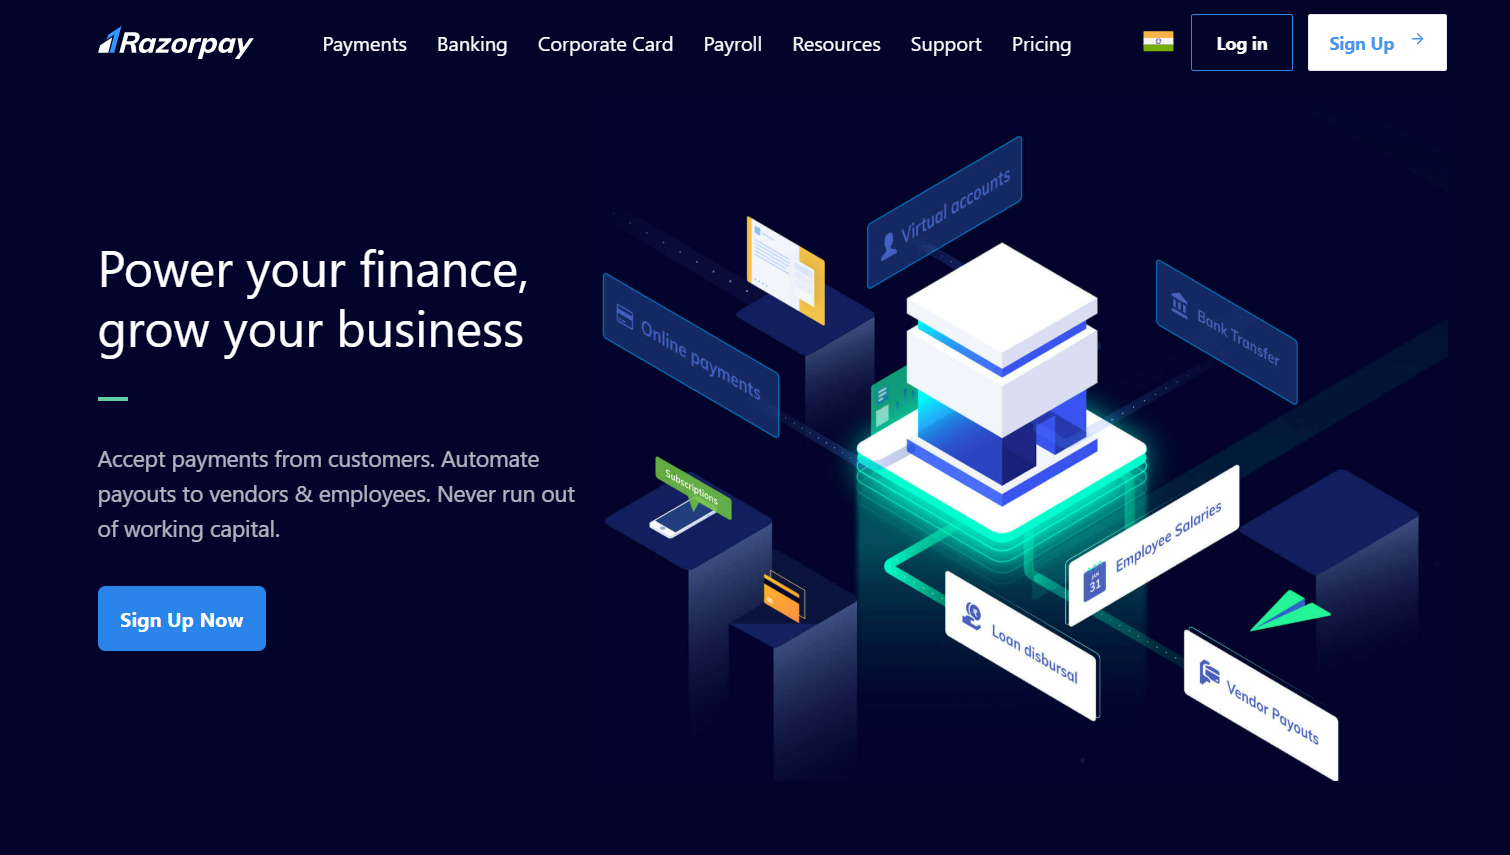 Razorpay
Payments Banking Corporate Card Payroll Resources Support Pricing
Log in
Sign Up
Power your finance,
grow your business
Accept payments from customers. Automate
payouts to vendors & employees. Never run out
of working capital.
Sign Up Now
Virtual accounts
Online payments
Bank Transfer
Subscriptions
Employee Salaries
JAN
31
Loan disbursal
Vendor Payouts